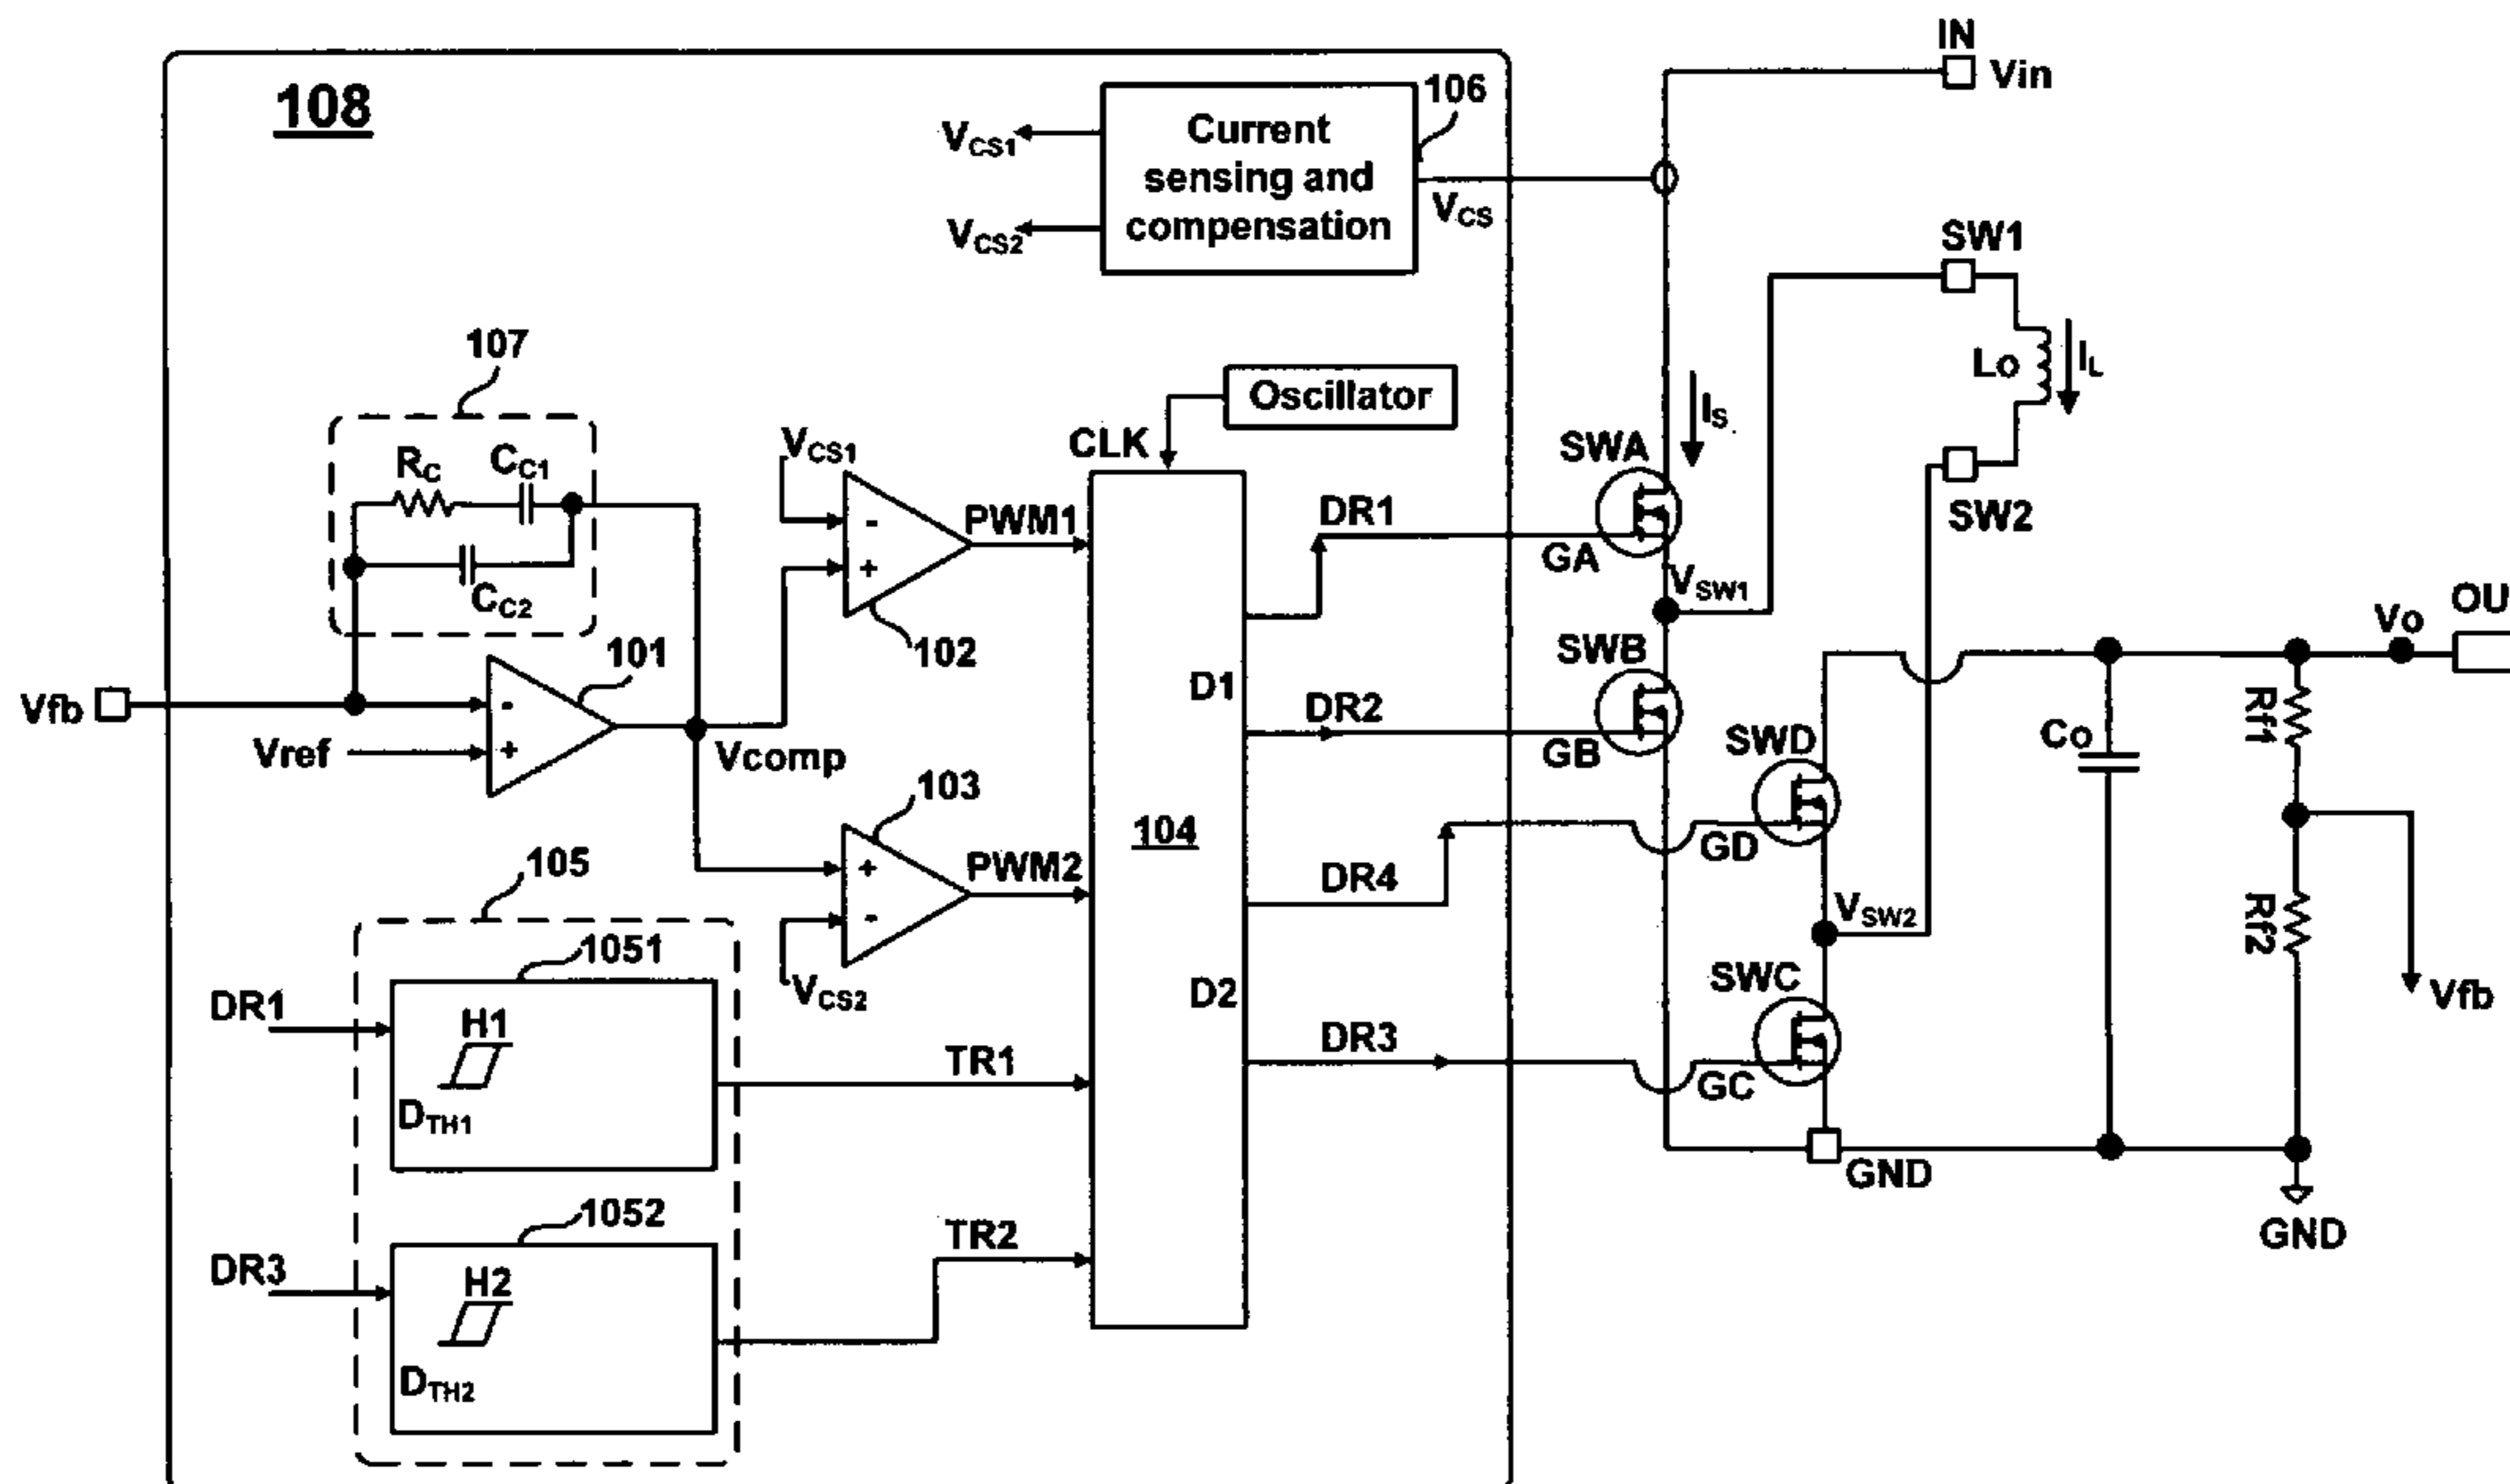 108
IN
Vin
106
Current
sensing and
compensation
VCS1
VCS2
VCS
SW1
Lo
IL
SW2
107
RC
CC1
CC2
Oscillator
CLK
IS
SWA
VCS1
-
+
PWM1
102
DR1
GA
VSW1
101
Vfb
-
Vref
+
Vcomp
D1
SWB
DR2
GB
Vo
OU
Rf1
Co
SWD
103
+
-
PWM2
VCS2
104
DR4
GD
VSW2
Rf2
Vfb
105
1051
DR1
H1
DTH1
TR1
D2
SWC
DR3
GC
GND
GND
1052
DR3
H2
DTH2
TR2